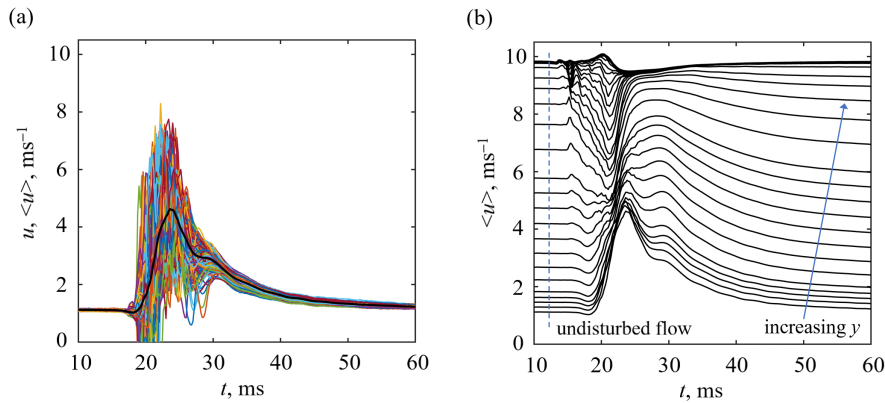 (a)
10
8
6
4
2
0
u, <u>, ms⁻¹
10 20 30 40 50 60
t, ms
(b)
10
8
6
4
2
0
<u>, ms⁻¹
undisturbed flow
increasing y
10 20 30 40 50 60
t, ms